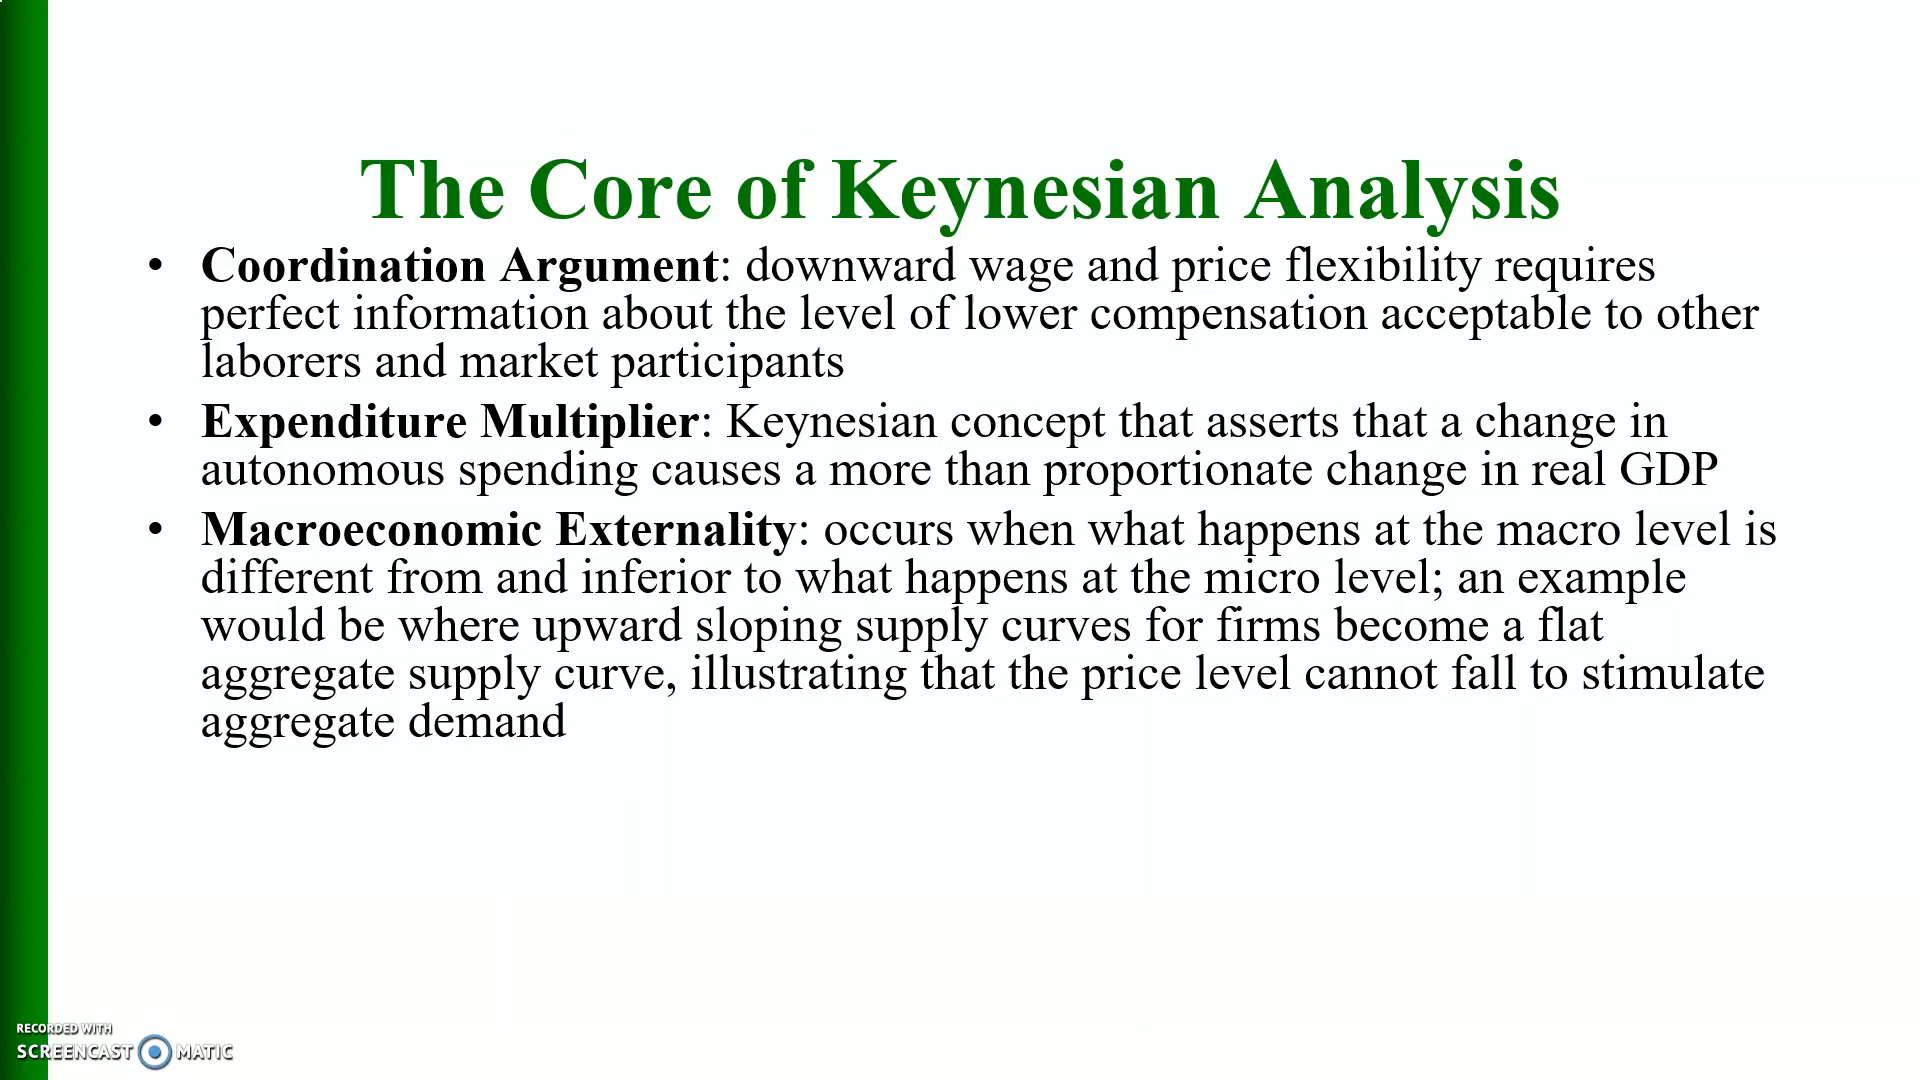 The Core of Keynesian Analysis
• Coordination Argument: downward wage and price flexibility requires
perfect information about the level of lower compensation acceptable to other
laborers and market participants
• Expenditure Multiplier: Keynesian concept that asserts that a change in
autonomous spending causes a more than proportionate change in real GDP
• Macroeconomic Externality: occurs when what happens at the macro level is
different from and inferior to what happens at the micro level; an example
would be where upward sloping supply curves for firms become a flat
aggregate supply curve, illustrating that the price level cannot fall to stimulate
aggregate demand
RECORDED WITH
SCREENCAST MATIC